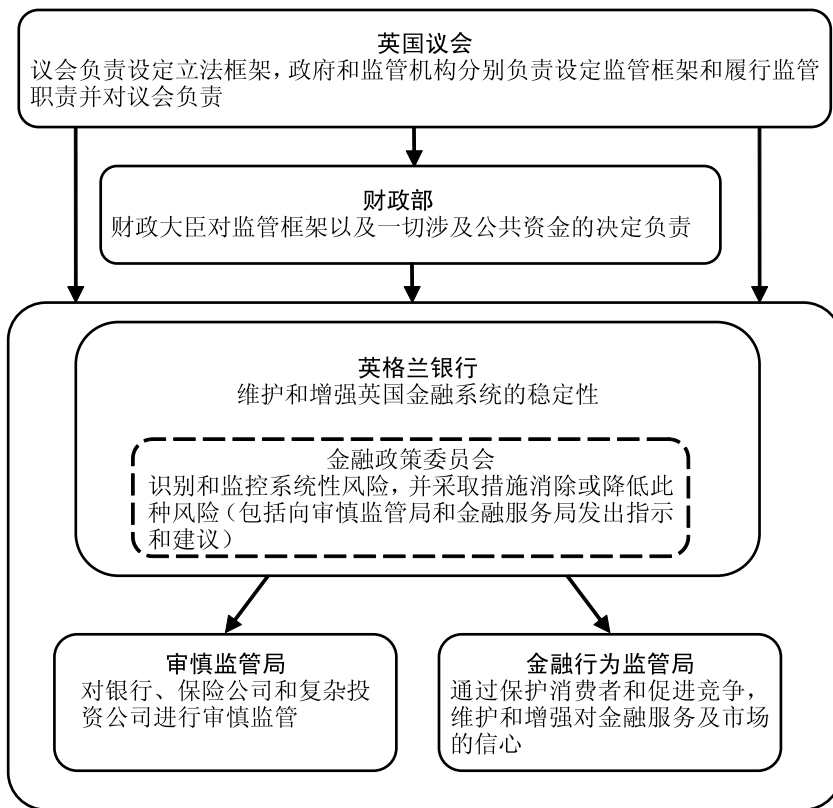 英国议会
议会负责设定立法框架，政府和监管机构分别负责设定监管框架和履行监管
职责并对议会负责
财政部
财政大臣对监管框架以及一切涉及公共资金的决定负责
英格兰银行
维护和增强英国金融系统的稳定性
金融政策委员会
识别和监控系统性风险，并采取措施消除或降低此
种风险（包括向审慎监管局和金融服务局发出指示
和建议）
审慎监管局
对银行、保险公司和复杂投
资公司进行审慎监管
金融行为监管局
通过保护消费者和促进竞争，
维护和增强对金融服务及市场
的信心